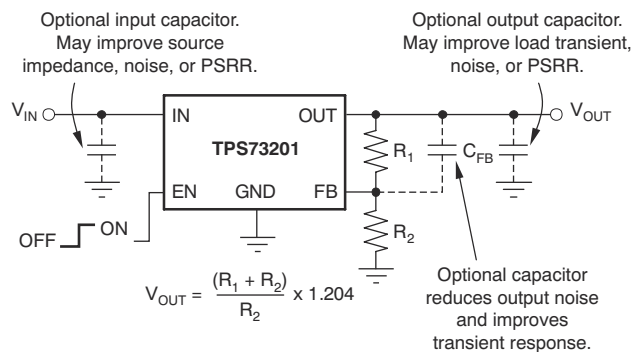 Optional input capacitor.
May improve source
impedance, noise, or PSRR.
Optional output capacitor.
May improve load transient,
noise, or PSRR.
V_IN
IN
OUT
V_OUT
TPS73201
R_1
C_FB
EN
GND
FB
OFF
ON
R_2
V_OUT = (R_1 + R_2) / R_2 x 1.204
Optional capacitor
reduces output noise
and improves
transient response.